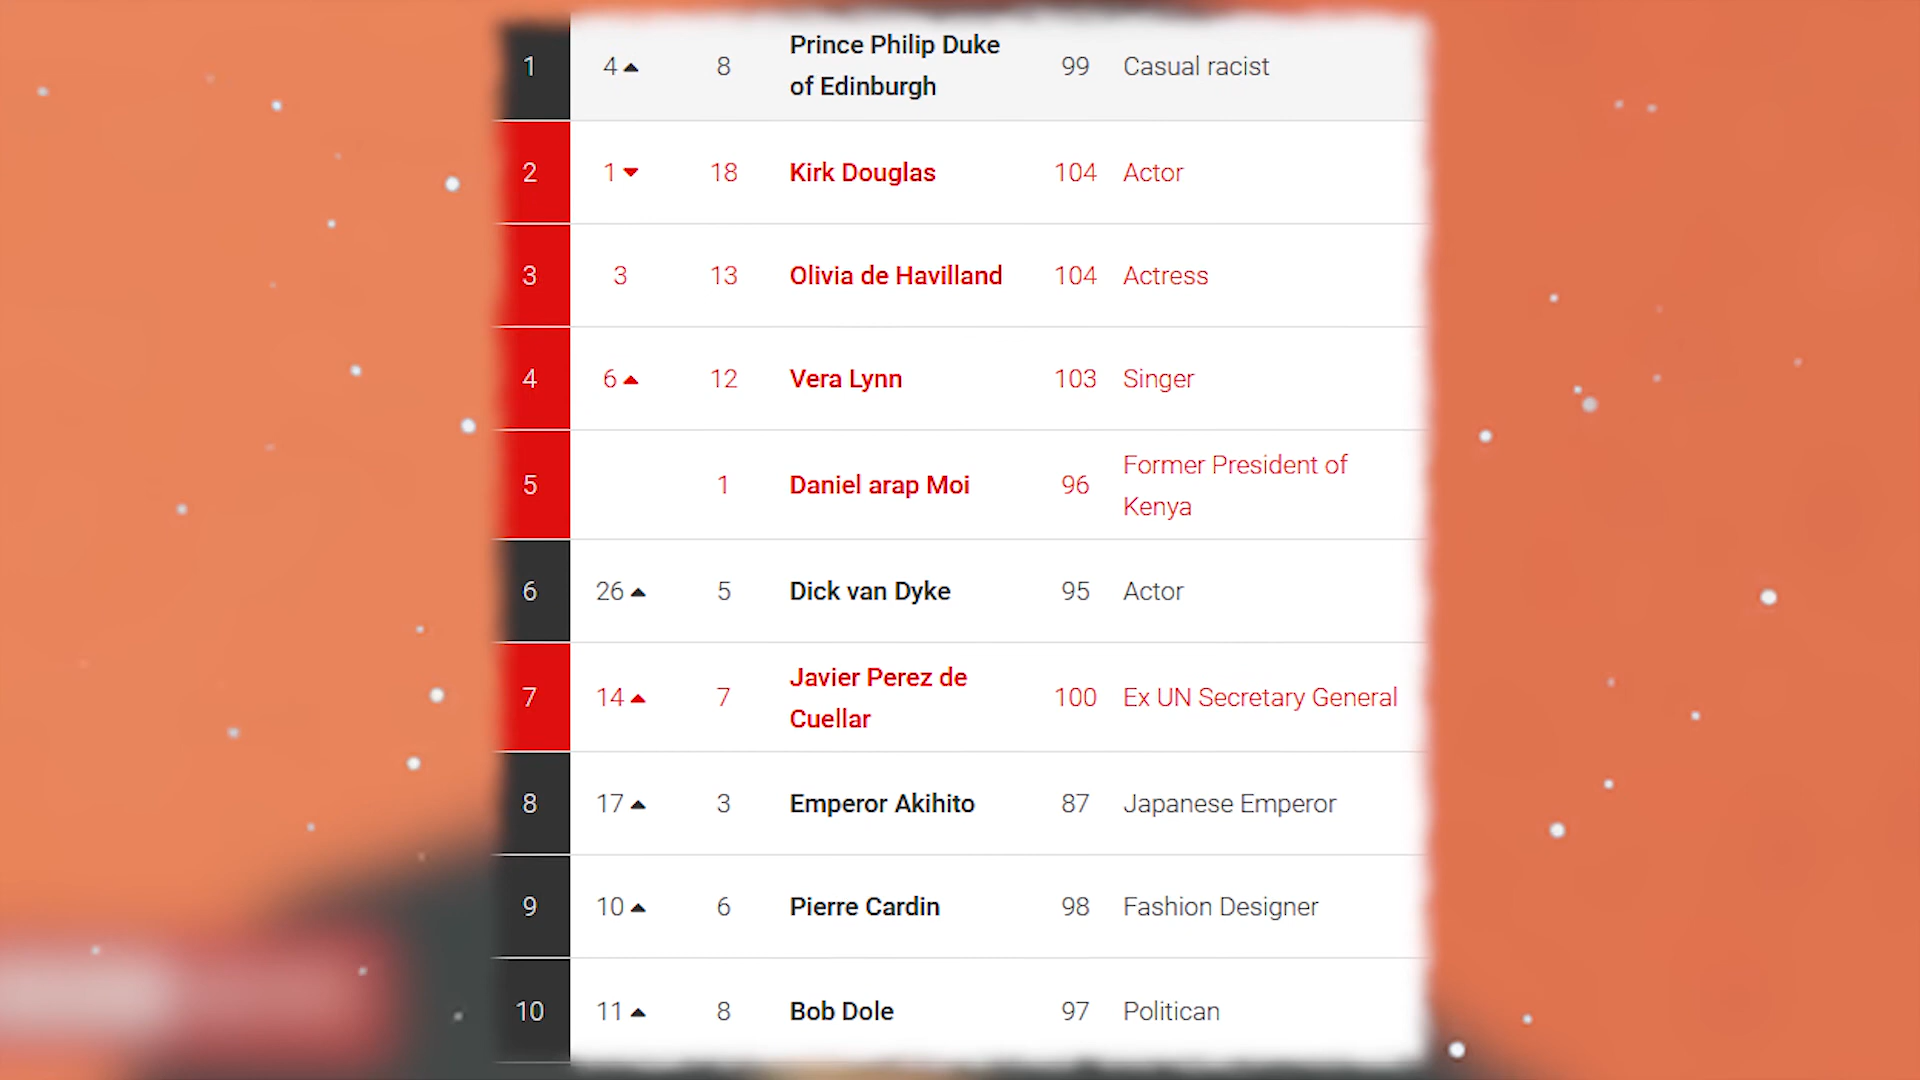 1 4▲ 8 Prince Philip Duke of Edinburgh 99 Casual racist
2 1▼ 18 Kirk Douglas 104 Actor
3 3 13 Olivia de Havilland 104 Actress
4 6▲ 12 Vera Lynn 103 Singer
5 1 Daniel arap Moi 96 Former President of Kenya
6 26▲ 5 Dick van Dyke 95 Actor
7 14▲ 7 Javier Perez de Cuellar 100 Ex UN Secretary General
8 17▲ 3 Emperor Akihito 87 Japanese Emperor
9 10▲ 6 Pierre Cardin 98 Fashion Designer
10 11▲ 8 Bob Dole 97 Politican